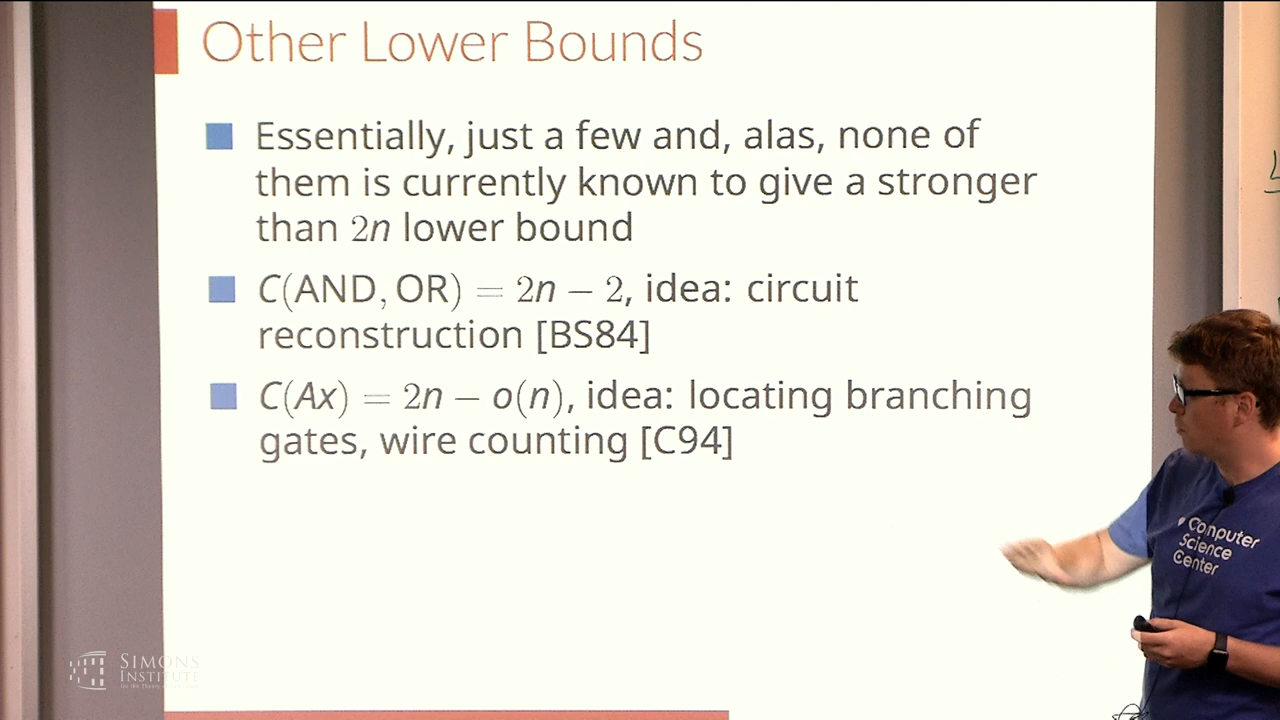 Other Lower Bounds
Essentially, just a few and, alas, none of
them is currently known to give a stronger
than 2n lower bound
C(AND, OR) = 2n − 2, idea: circuit
reconstruction [BS84]
C(Ax) = 2n − o(n), idea: locating branching
gates, wire counting [C94]
Computer
Science
Center
SIMONS
INSTITUTE